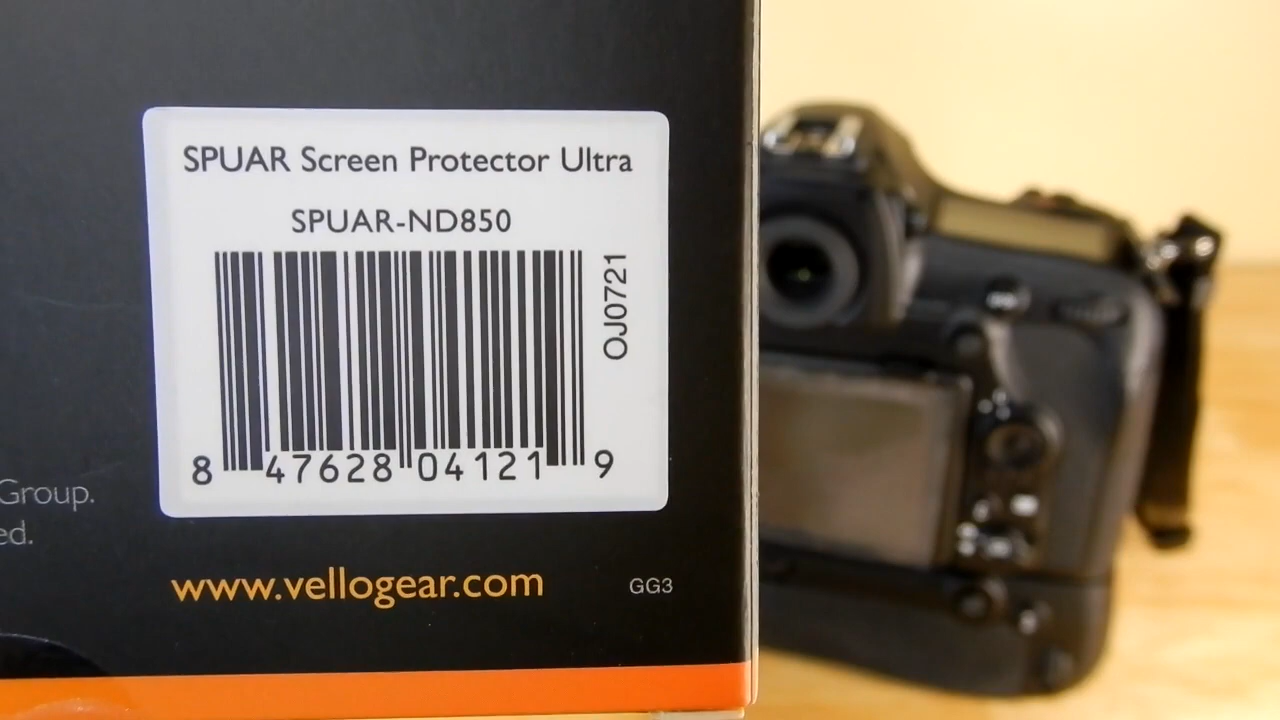 SPUAR Screen Protector Ultra
SPUAR-ND850
OJ0721
8 47628 04121 9
Group.
ed.
www.vellogear.com
GG3